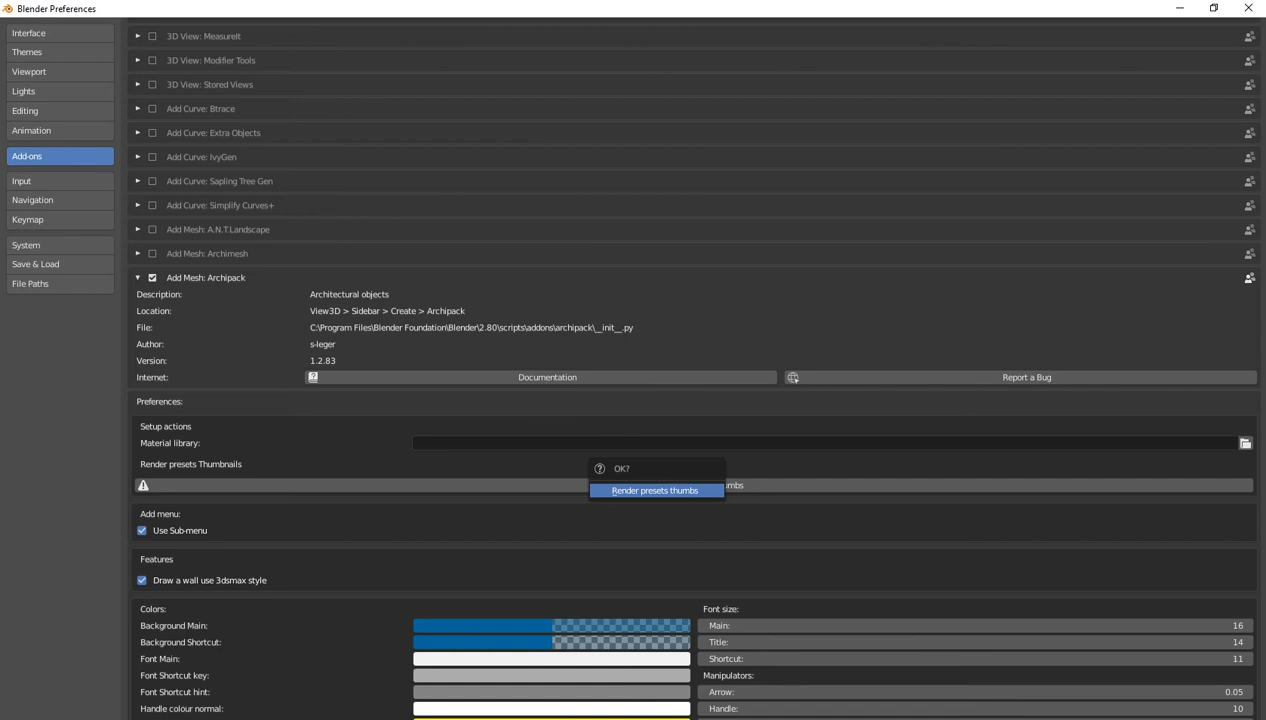 Blender Preferences
Interface
Themes
Viewport
Lights
Editing
Animation
Add-ons
Input
Navigation
Keymap
System
Save & Load
File Paths
3D View: MeasureIt
3D View: Modifier Tools
3D View: Stored Views
Add Curve: Btrace
Add Curve: Extra Objects
Add Curve: IvyGen
Add Curve: Sapling Tree Gen
Add Curve: Simplify Curves+
Add Mesh: A.N.T.Landscape
Add Mesh: Archimesh
Add Mesh: Archipack
Description: Architectural objects
Location: View3D > Sidebar > Create > Archipack
File: C:\Program Files\Blender Foundation\Blender\2.80\scripts\addons\archipack\__init__.py
Author: s-leger
Version: 1.2.83
Internet: Documentation Report a Bug
Preferences:
Setup actions
Material library:
Render presets Thumbnails
OK?
Render presets thumbs
umbs
Add menu:
Use Sub-menu
Features
Draw a wall use 3dsmax style
Colors:
Background Main:
Background Shortcut:
Font Main:
Font Shortcut key:
Font Shortcut hint:
Handle colour normal:
Font size:
Main: 16
Title: 14
Shortcut: 11
Manipulators:
Arrow: 0.05
Handle: 10